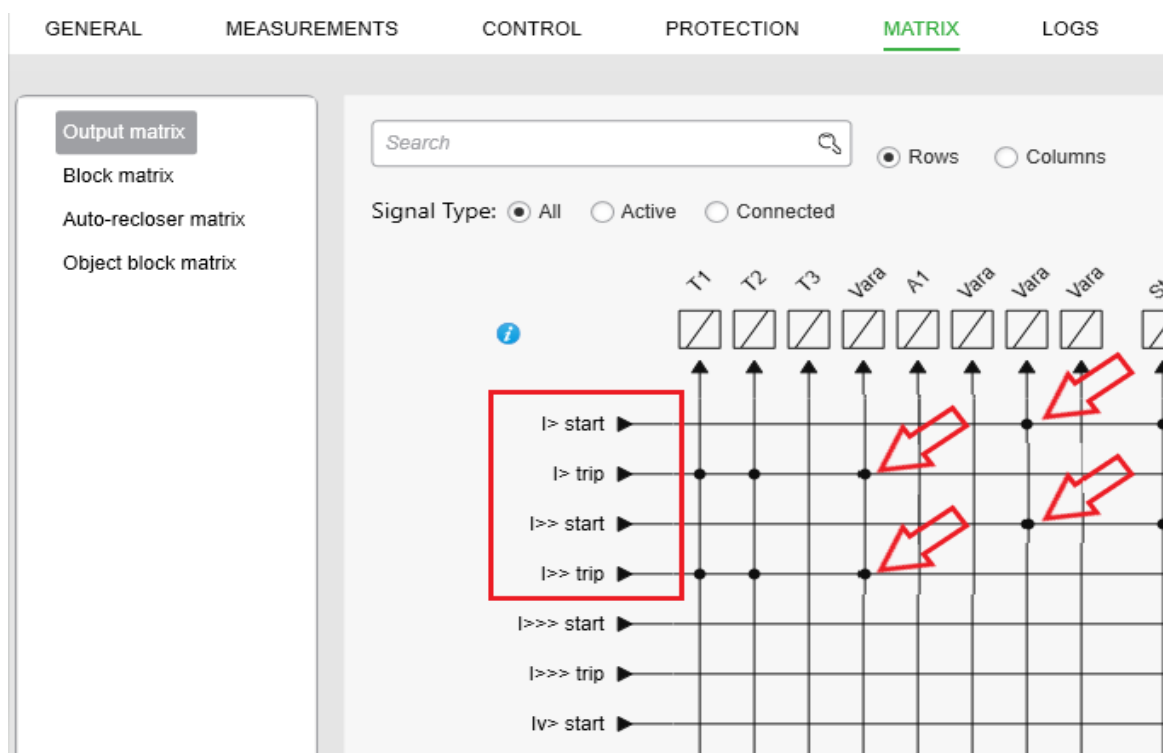 GENERAL MEASUREMENTS CONTROL PROTECTION MATRIX LOGS
Output matrix
Block matrix
Auto-recloser matrix
Object block matrix
Search
Rows Columns
Signal Type: All Active Connected
T1 T2 T3 Vara A1 Vara Vara Vara
I> start
I> trip
I>> start
I>> trip
I>>> start
I>>> trip
Iv> start